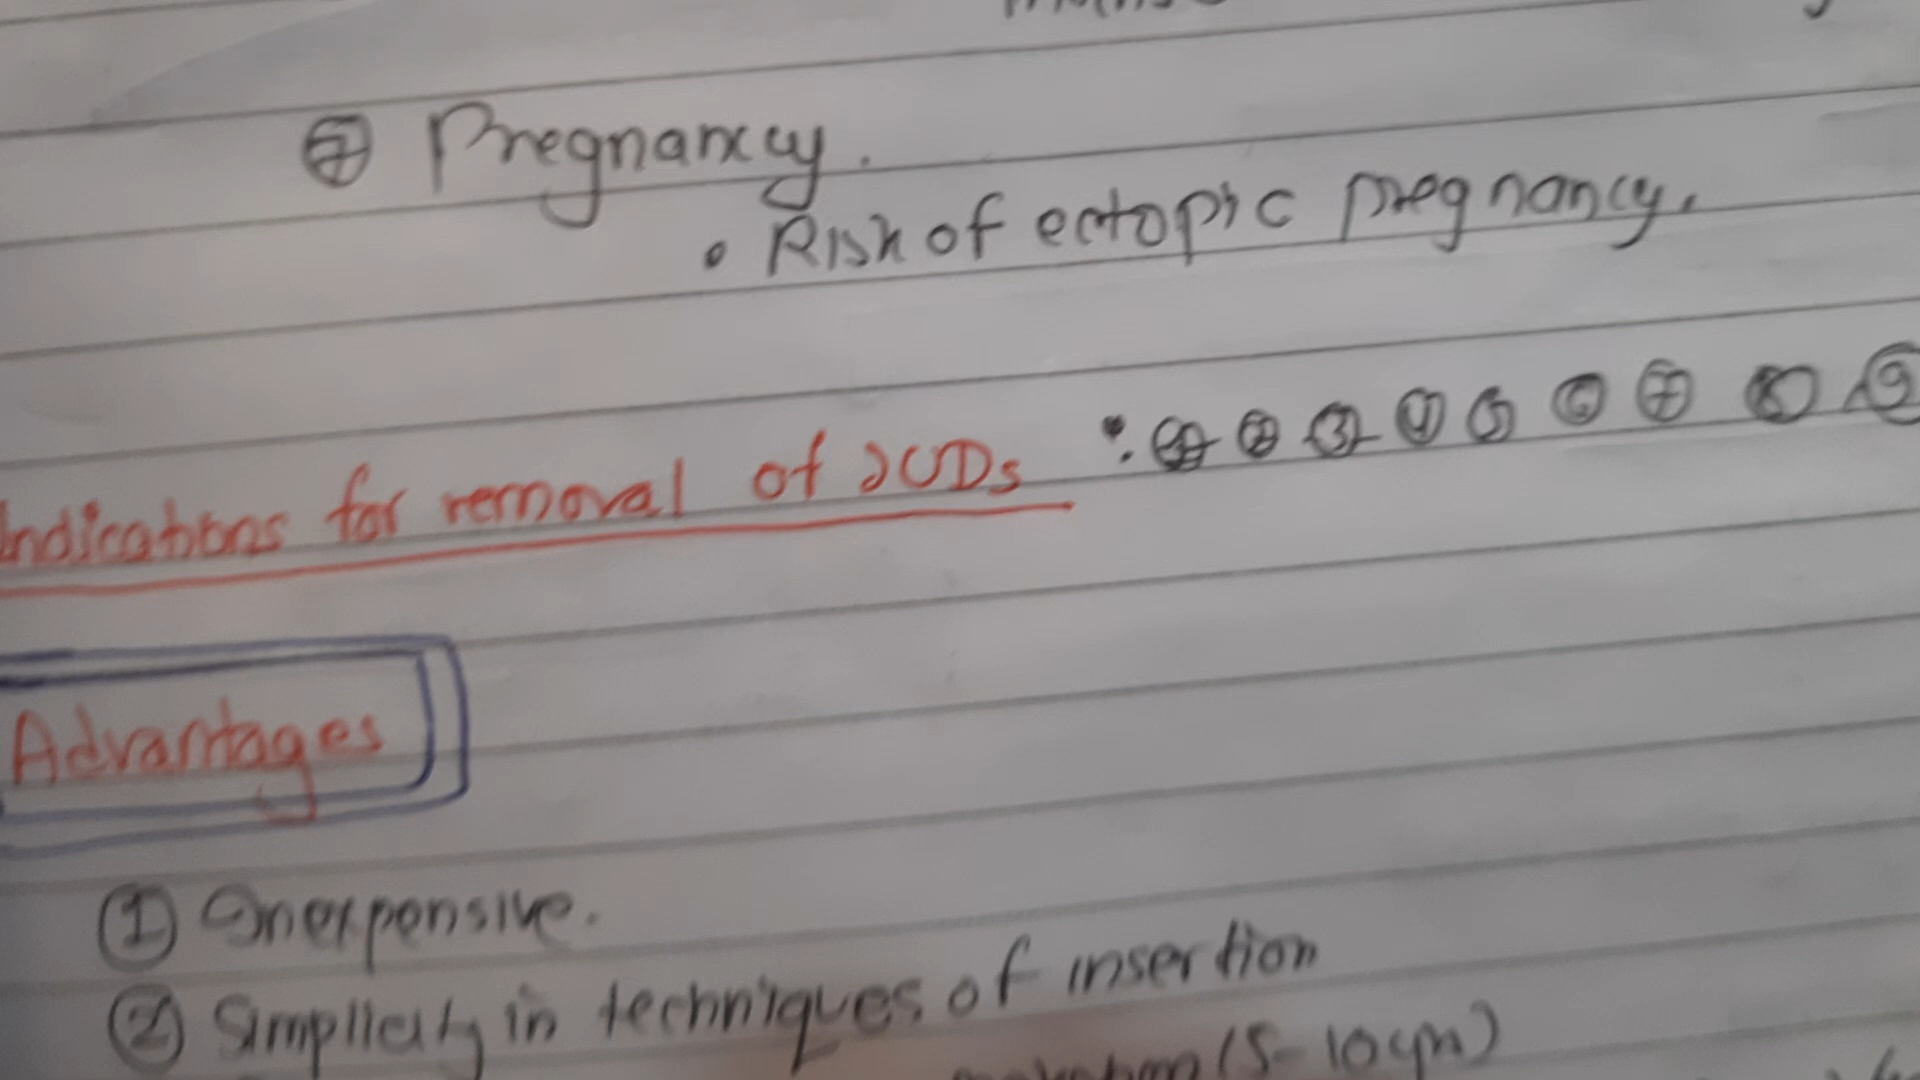 ⑦ Pregnancy.
• Risk of ectopic pregnancy.
Indications for removal of IUDs : ① ② ③ ④ ⑤ ⑥ ⑦ ⑧ ⑨
Advantages
① Inexpensive.
② Simplicity in techniques of insertion
(5-10 yrs)